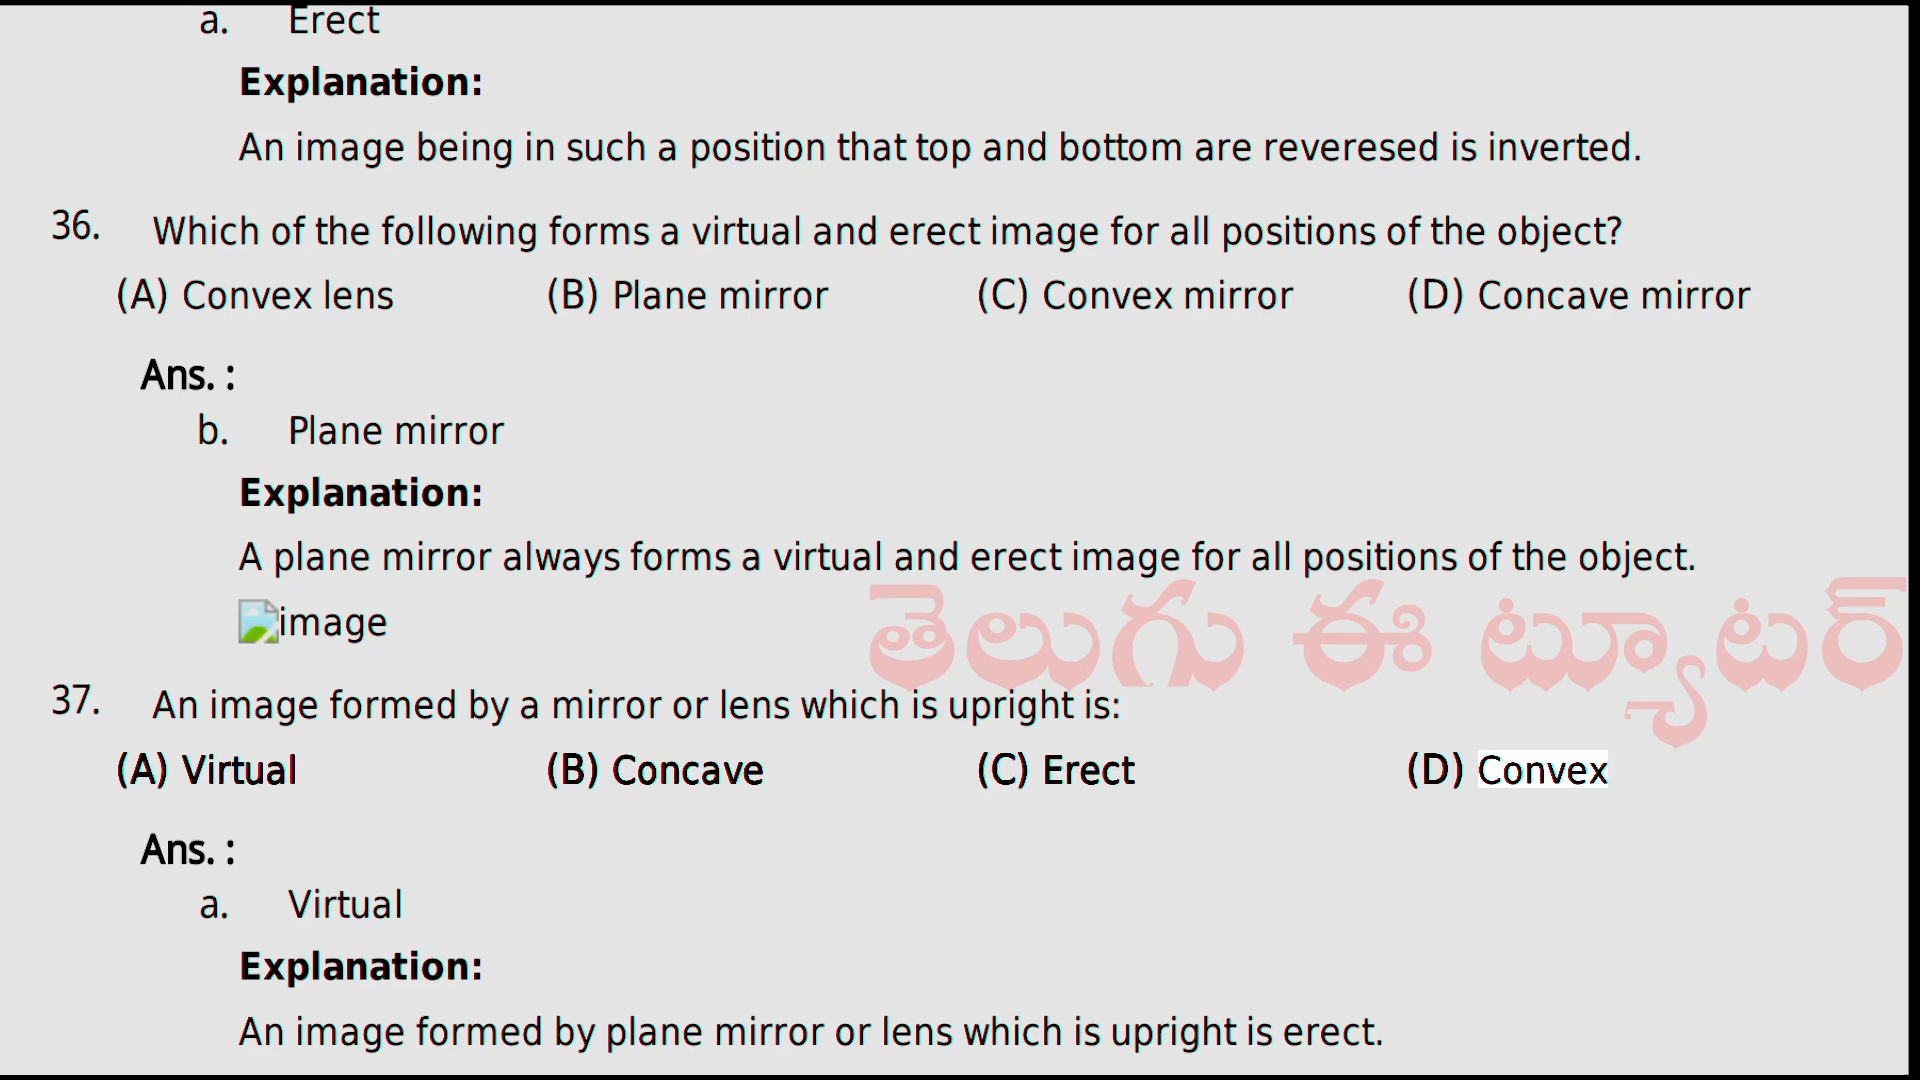 a. Erect
Explanation:
An image being in such a position that top and bottom are reveresed is inverted.
36. Which of the following forms a virtual and erect image for all positions of the object?
(A) Convex lens (B) Plane mirror (C) Convex mirror (D) Concave mirror
Ans. :
b. Plane mirror
Explanation:
A plane mirror always forms a virtual and erect image for all positions of the object.
image
తెలుగు ఈ ట్యూటర్
37. An image formed by a mirror or lens which is upright is:
(A) Virtual (B) Concave (C) Erect (D) Convex
Ans. :
a. Virtual
Explanation:
An image formed by plane mirror or lens which is upright is erect.